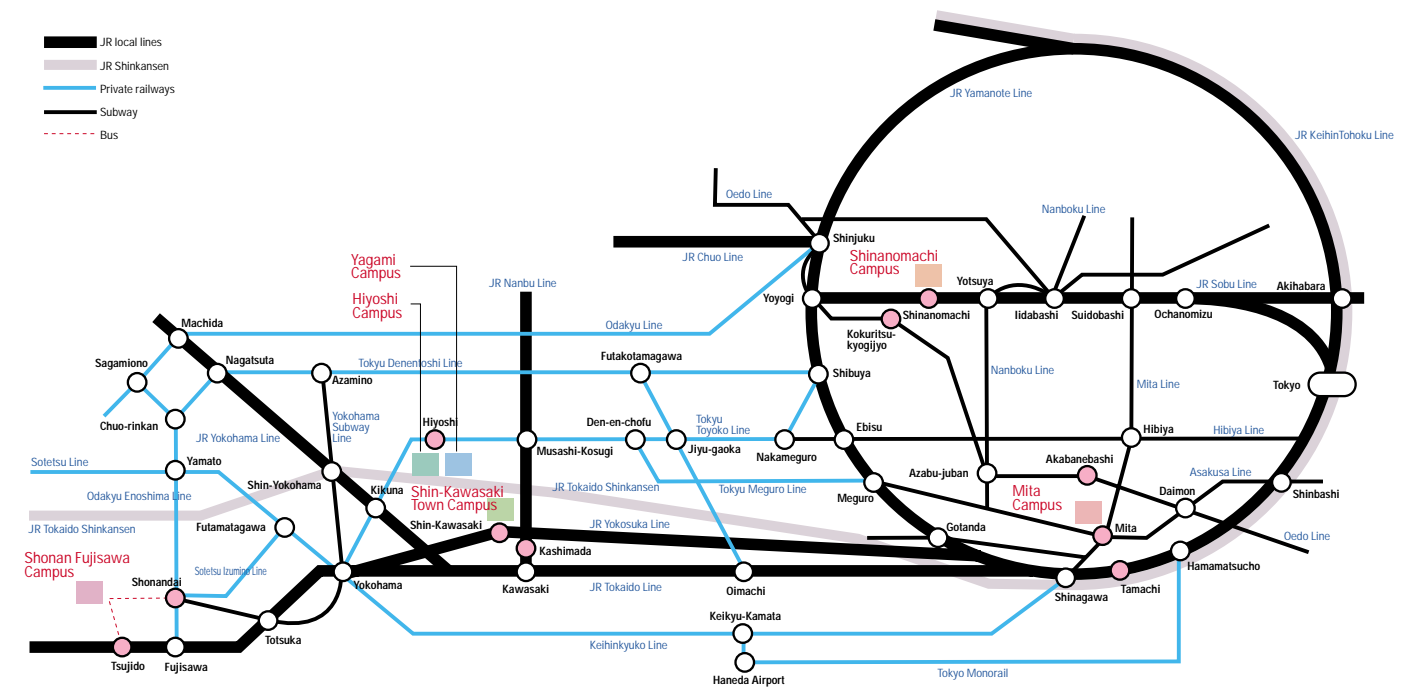 JR local lines
JR Shinkansen
Private railways
Subway
Bus
JR Yamanote Line
JR KeihinTohoku Line
Oedo Line
Nanboku Line
Shinjuku
JR Chuo Line
Shinanomachi
Campus
Yagami
Campus
Hiyoshi
Campus
JR Nanbu Line
Yotsuya
JR Sobu Line
Akihabara
Yoyogi
Shinanomachi
Iidabashi
Suidobashi
Ochanomizu
Machida
Odakyu Line
Kokuritsu-
kyogijyo
Sagamiono
Nagatsuta
Tokyu Denentoshi Line
Futakotamagawa
Azamino
Shibuya
Nanboku Line
Mita Line
Tokyo
Chuo-rinkan
Yokohama
Subway
Line
Hiyoshi
Den-en-chofu
Tokyu
Toyoko Line
Ebisu
Hibiya
Hibiya Line
JR Yokohama Line
Musashi-Kosugi
Jiyu-gaoka
Nakameguro
Sotetsu Line
Yamato
Azabu-juban
Akabanebashi
Asakusa Line
Shin-Yokohama
Kikuna
Shin-Kawasaki
Town Campus
JR Tokaido Shinkansen
Tokyu Meguro Line
Meguro
Mita
Campus
Daimon
Shinbashi
Odakyu Enoshima Line
JR Tokaido Shinkansen
Futamatagawa
Shin-Kawasaki
JR Yokosuka Line
Gotanda
Mita
Oedo Line
Shonan Fujisawa
Campus
Kashimada
Hamamatsucho
Sotetsu Izumino Line
Shonandai
Yokohama
Kawasaki
JR Tokaido Line
Oimachi
Shinagawa
Tamachi
Keikyu-Kamata
Totsuka
Keihinkyuko Line
Tsujido
Fujisawa
Haneda Airport
Tokyo Monorail